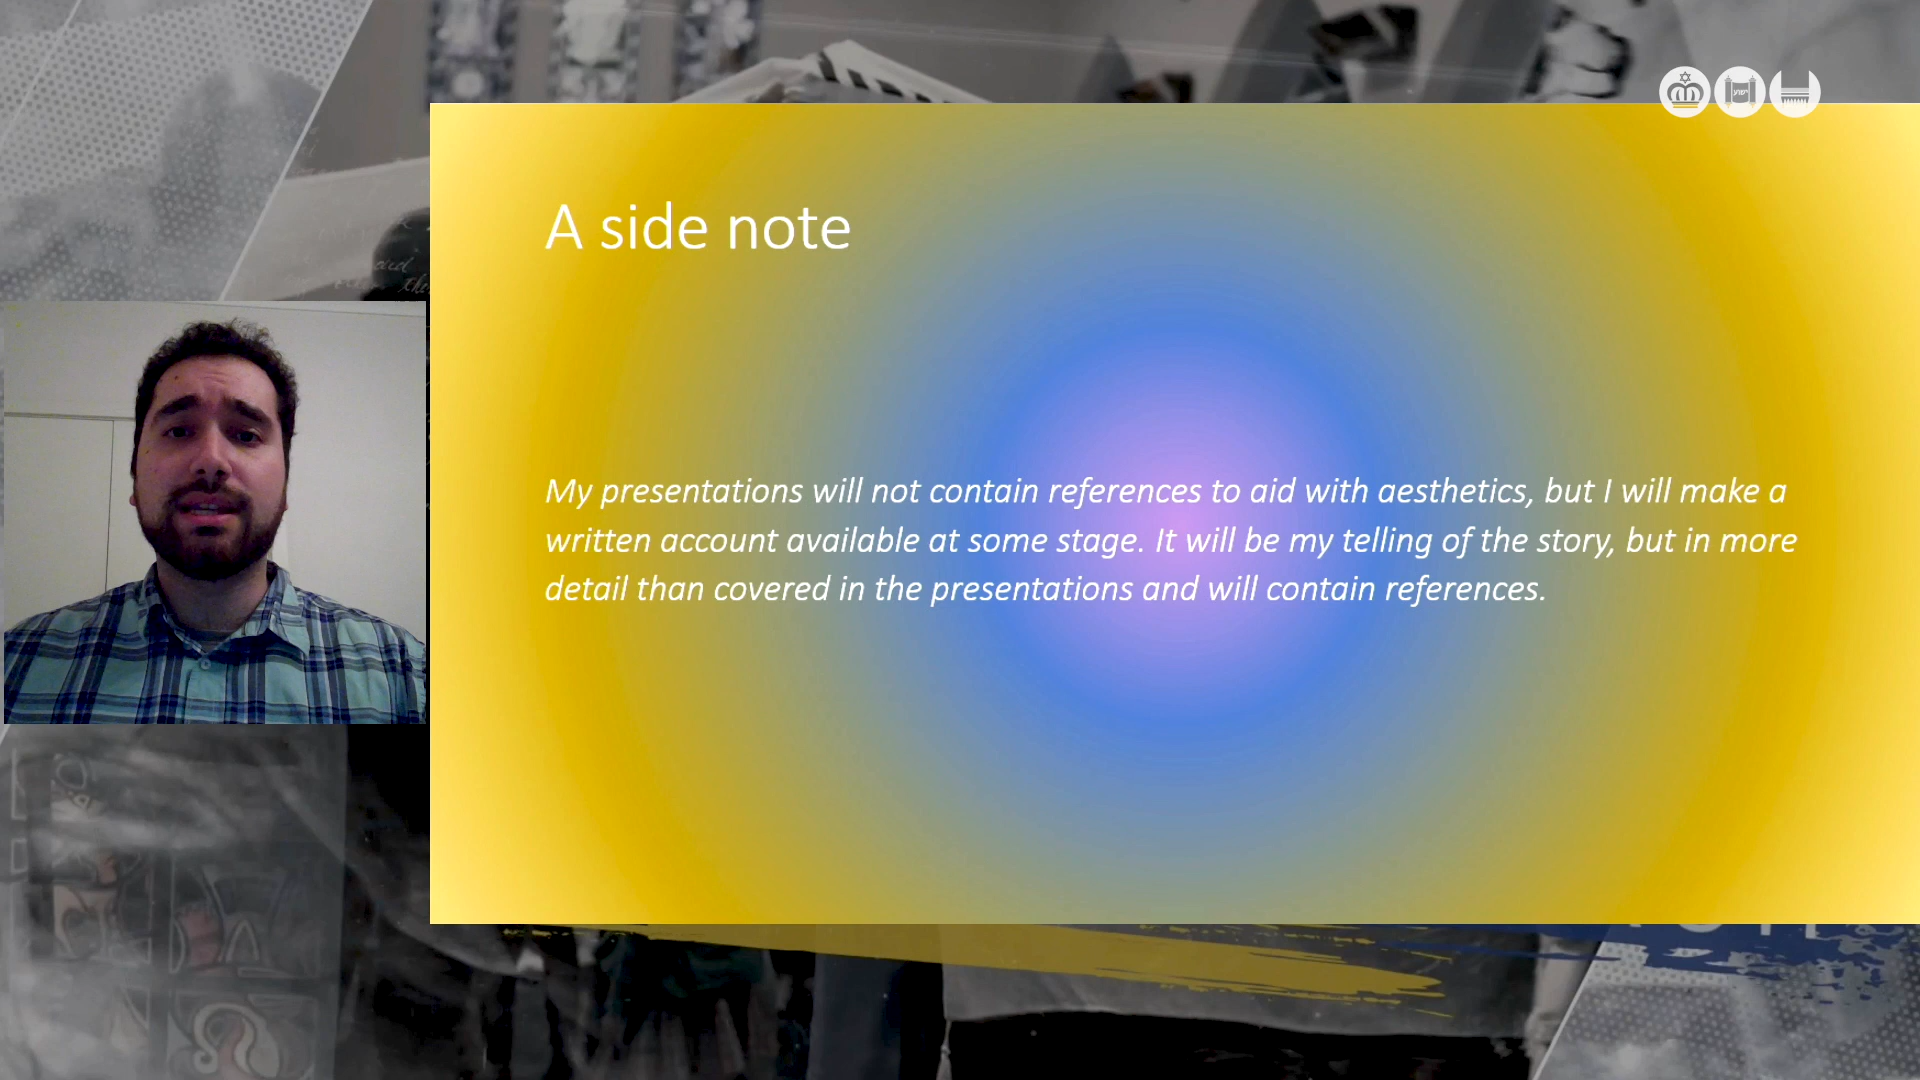 A side note
My presentations will not contain references to aid with aesthetics, but I will make a
written account available at some stage. It will be my telling of the story, but in more
detail than covered in the presentations and will contain references.